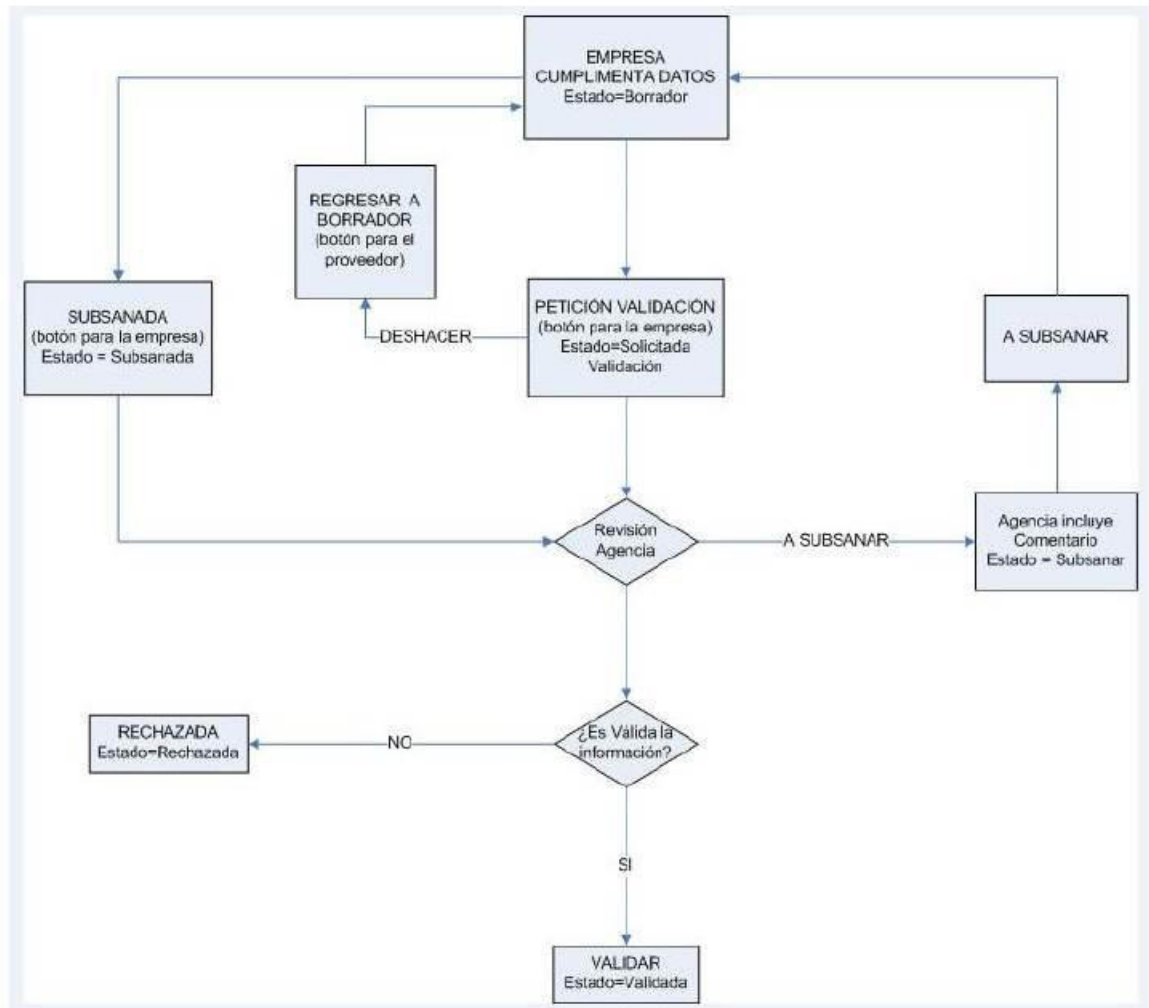 EMPRESA
CUMPLIMENTA DATOS
Estado=Borrador
REGRESAR A
BORRADOR
(botón para el
proveedor)
SUBSANADA
(botón para la empresa)
Estado = Subsanada
PETICIÓN VALIDACIÓN
(botón para la empresa)
Estado=Solicitada
Validación
DESHACER
A SUBSANAR
Revisión
Agencia
A SUBSANAR
Agencia incluye
Comentario
Estado = Subsanar
¿Es Válida la
información?
NO
RECHAZADA
Estado=Rechazada
SI
VALIDAR
Estado=Validada